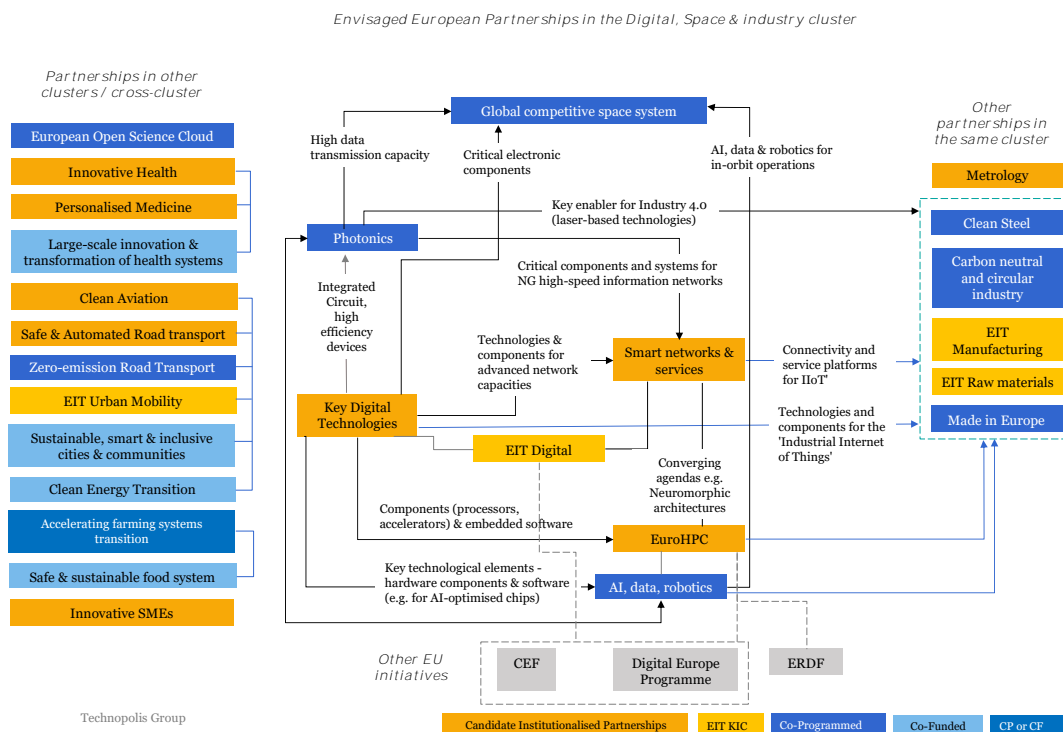 Envisaged European Partnerships in the Digital, Space & industry cluster
Partnerships in other
clusters / cross-cluster
European Open Science Cloud
Innovative Health
Personalised Medicine
Large-scale innovation &
transformation of health systems
Clean Aviation
Safe & Automated Road transport
Zero-emission Road Transport
EIT Urban Mobility
Sustainable, smart & inclusive
cities & communities
Clean Energy Transition
Accelerating farming systems
transition
Safe & sustainable food system
Innovative SMEs
Global competitive space system
High data
transmission capacity
Critical electronic
components
AI, data & robotics for
in-orbit operations
Key enabler for Industry 4.0
(laser-based technologies)
Photonics
Critical components and systems for
NG high-speed information networks
Integrated
Circuit,
high
efficiency
devices
Technologies &
components for
advanced network
capacities
Smart networks &
services
Connectivity and
service platforms
for IIoT'
Key Digital
Technologies
Technologies and
components for the
'Industrial Internet
of Things'
EIT Digital
Converging
agendas e.g.
Neuromorphic
architectures
Components (processors,
accelerators) & embedded software
EuroHPC
Key technological elements -
hardware components & software
(e.g. for AI-optimised chips)
AI, data, robotics
Other
partnerships in
the same cluster
Metrology
Clean Steel
Carbon neutral
and circular
industry
EIT
Manufacturing
EIT Raw materials
Made in Europe
Other EU
initiatives
CEF
Digital Europe
Programme
ERDF
Technopolis Group
Candidate Institutionalised Partnerships
EIT KIC
Co-Programmed
Co-Funded
CP or CF